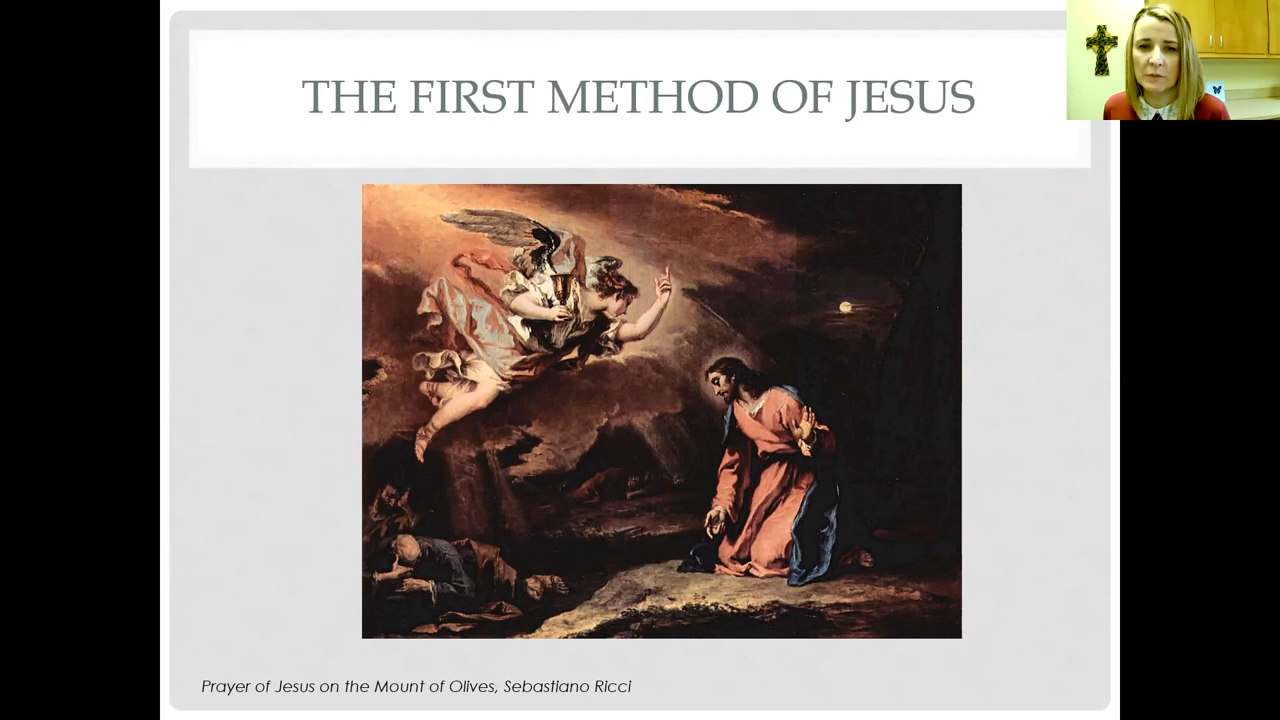 THE FIRST METHOD OF JESUS
Prayer of Jesus on the Mount of Olives, Sebastiano Ricci